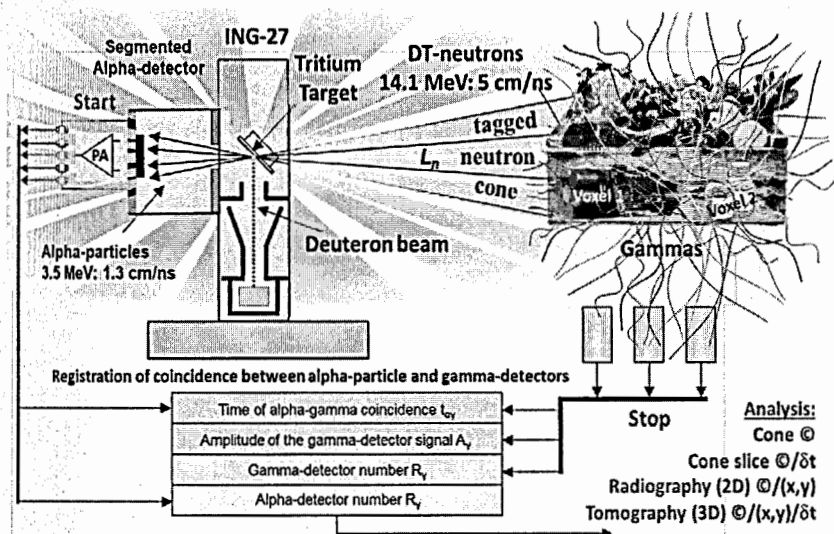 ING-27
Segmented
Alpha-detector
Tritium
Target
DT-neutrons
14.1 MeV: 5 cm/ns
Start
PA
tagged
Lₙ neutron
cone
Voxel 1
Voxel 2
Deuteron beam
Gammas
Alpha-particles
3.5 MeV: 1.3 cm/ns
Registration of coincidence between alpha-particle and gamma-detectors
Time of alpha-gamma coincidence tαγ
Amplitude of the gamma-detector signal Aγ
Gamma-detector number Rγ
Alpha-detector number Rγ
Stop
Analysis:
Cone ©
Cone slice ©/δt
Radiography (2D) ©/(x,y)
Tomography (3D) ©/(x,y)/δt